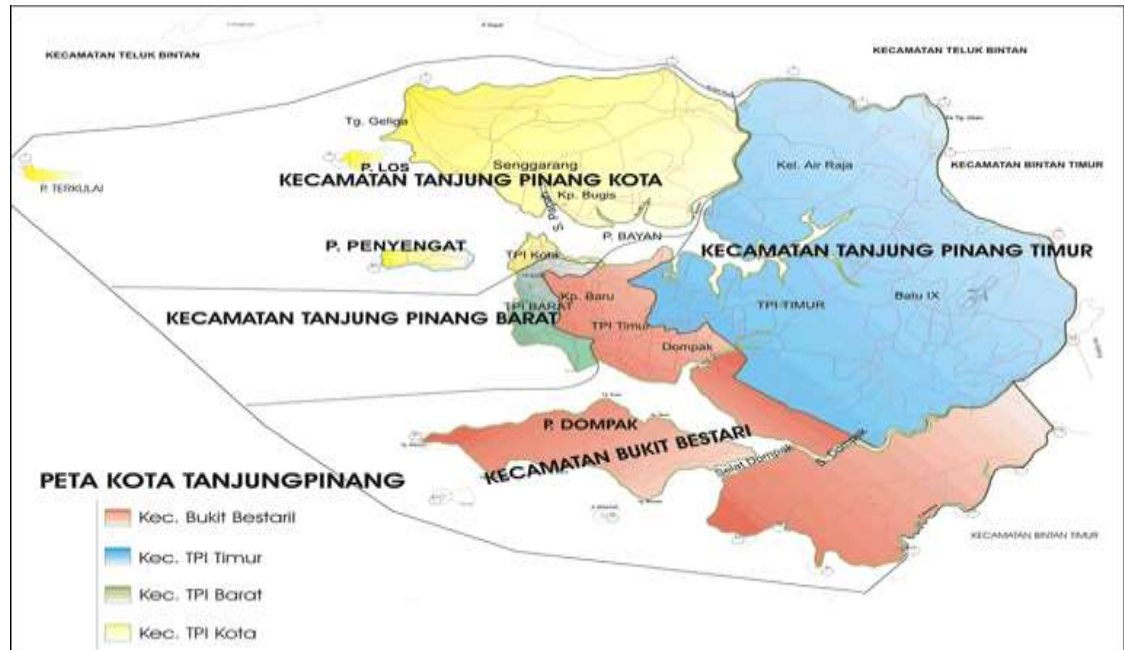 KECAMATAN TELUK BINTAN
KECAMATAN TELUK BINTAN
Tg. Geliga
P. LOS
Senggarang
Kel. Air Raja
KECAMATAN BINTAN TIMUR
P. TERKULAI
KECAMATAN TANJUNG PINANG KOTA
Kp. Bugis
S. Papah
P. BAYAN
P. PENYENGAT
TPI Kota
KECAMATAN TANJUNG PINANG TIMUR
Kp. Baru
TPI BARAT
TPI-TIMUR
Batu IX
KECAMATAN TANJUNG PINANG BARAT
TPI Timur
Dompak
P. DOMPAK
KECAMATAN BUKIT BESTARI
Selat Dompak
S. Dompak
PETA KOTA TANJUNGPINANG
Kec. Bukit Bestaril
KECAMATAN BINTAN TIMUR
Kec. TPI Timur
Kec. TPI Barat
Kec. TPI Kota